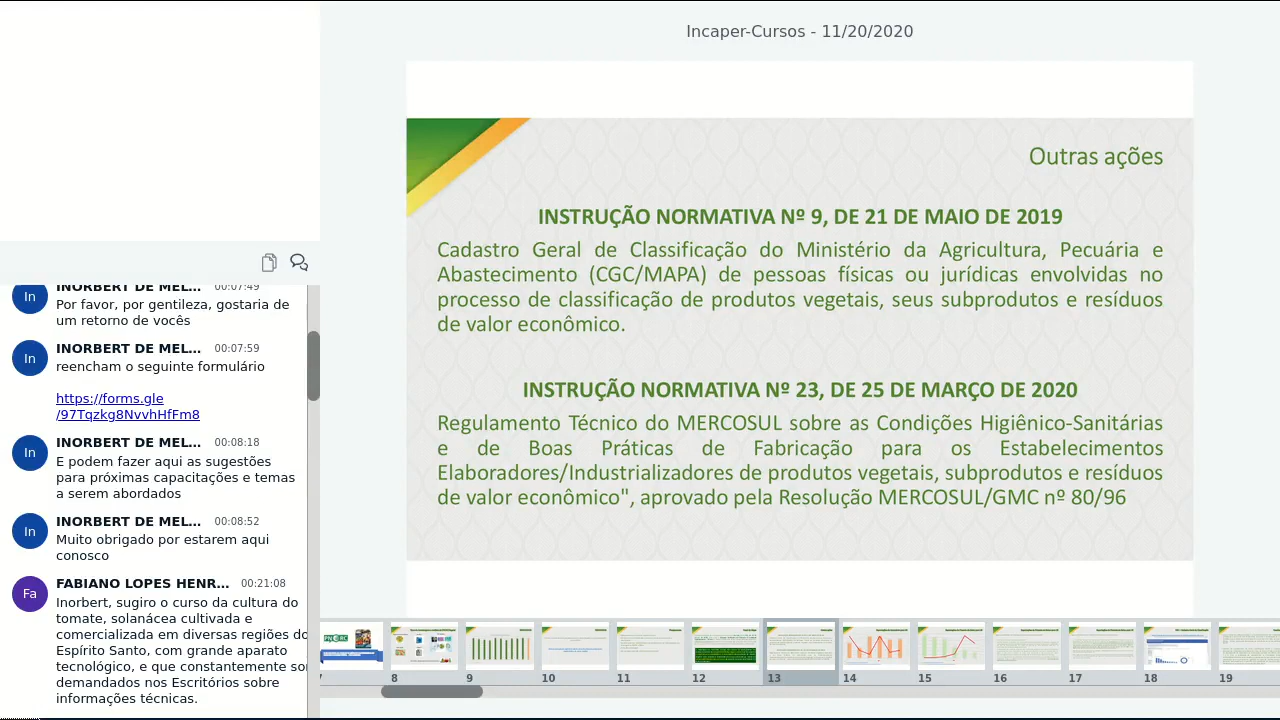 Incaper-Cursos - 11/20/2020
INORBERT DE MEL... 00:07:49
In
Por favor, por gentileza, gostaria de
um retorno de vocês
INORBERT DE MEL... 00:07:59
In
reencham o seguinte formulário
https://forms.gle
/97Tqzkg8NvvhHfFm8
INORBERT DE MEL... 00:08:18
In
E podem fazer aqui as sugestões
para próximas capacitações e temas
a serem abordados
INORBERT DE MEL... 00:08:52
In
Muito obrigado por estarem aqui
conosco
FABIANO LOPES HENR... 00:21:08
Fa
Inorbert, sugiro o curso da cultura do
tomate, solanácea cultivada e
comercializada em diversas regiões do
Espírito Santo, com grande aparato
tecnológico, e que constantemente so
demandados nos Escritórios sobre
informações técnicas.
Outras ações
INSTRUÇÃO NORMATIVA Nº 9, DE 21 DE MAIO DE 2019
Cadastro Geral de Classificação do Ministério da Agricultura, Pecuária e
Abastecimento (CGC/MAPA) de pessoas físicas ou jurídicas envolvidas no
processo de classificação de produtos vegetais, seus subprodutos e resíduos
de valor econômico.
INSTRUÇÃO NORMATIVA Nº 23, DE 25 DE MARÇO DE 2020
Regulamento Técnico do MERCOSUL sobre as Condições Higiênico-Sanitárias
e de Boas Práticas de Fabricação para os Estabelecimentos
Elaboradores/Industrializadores de produtos vegetais, subprodutos e resíduos
de valor econômico", aprovado pela Resolução MERCOSUL/GMC nº 80/96
8 9 10 11 12 13 14 15 16 17 18 19